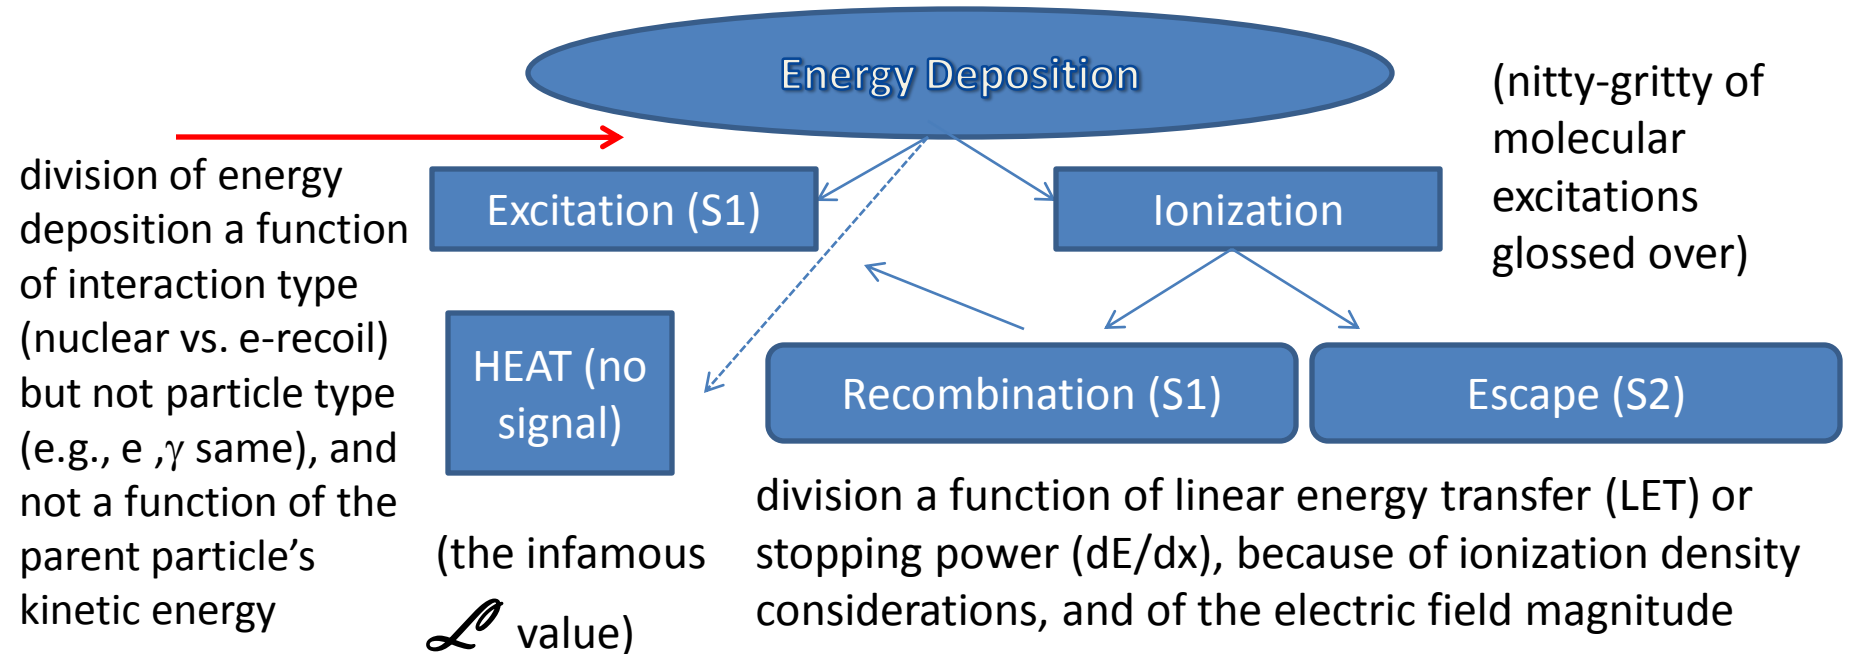 Energy Deposition
(nitty-gritty of
molecular
excitations
glossed over)
division of energy
deposition a function
of interaction type
(nuclear vs. e-recoil)
but not particle type
(e.g., e ,γ same), and
not a function of the
parent particle’s
kinetic energy
Excitation (S1)
Ionization
HEAT (no
signal)
Recombination (S1)
Escape (S2)
(the infamous
ℒ value)
division a function of linear energy transfer (LET) or
stopping power (dE/dx), because of ionization density
considerations, and of the electric field magnitude